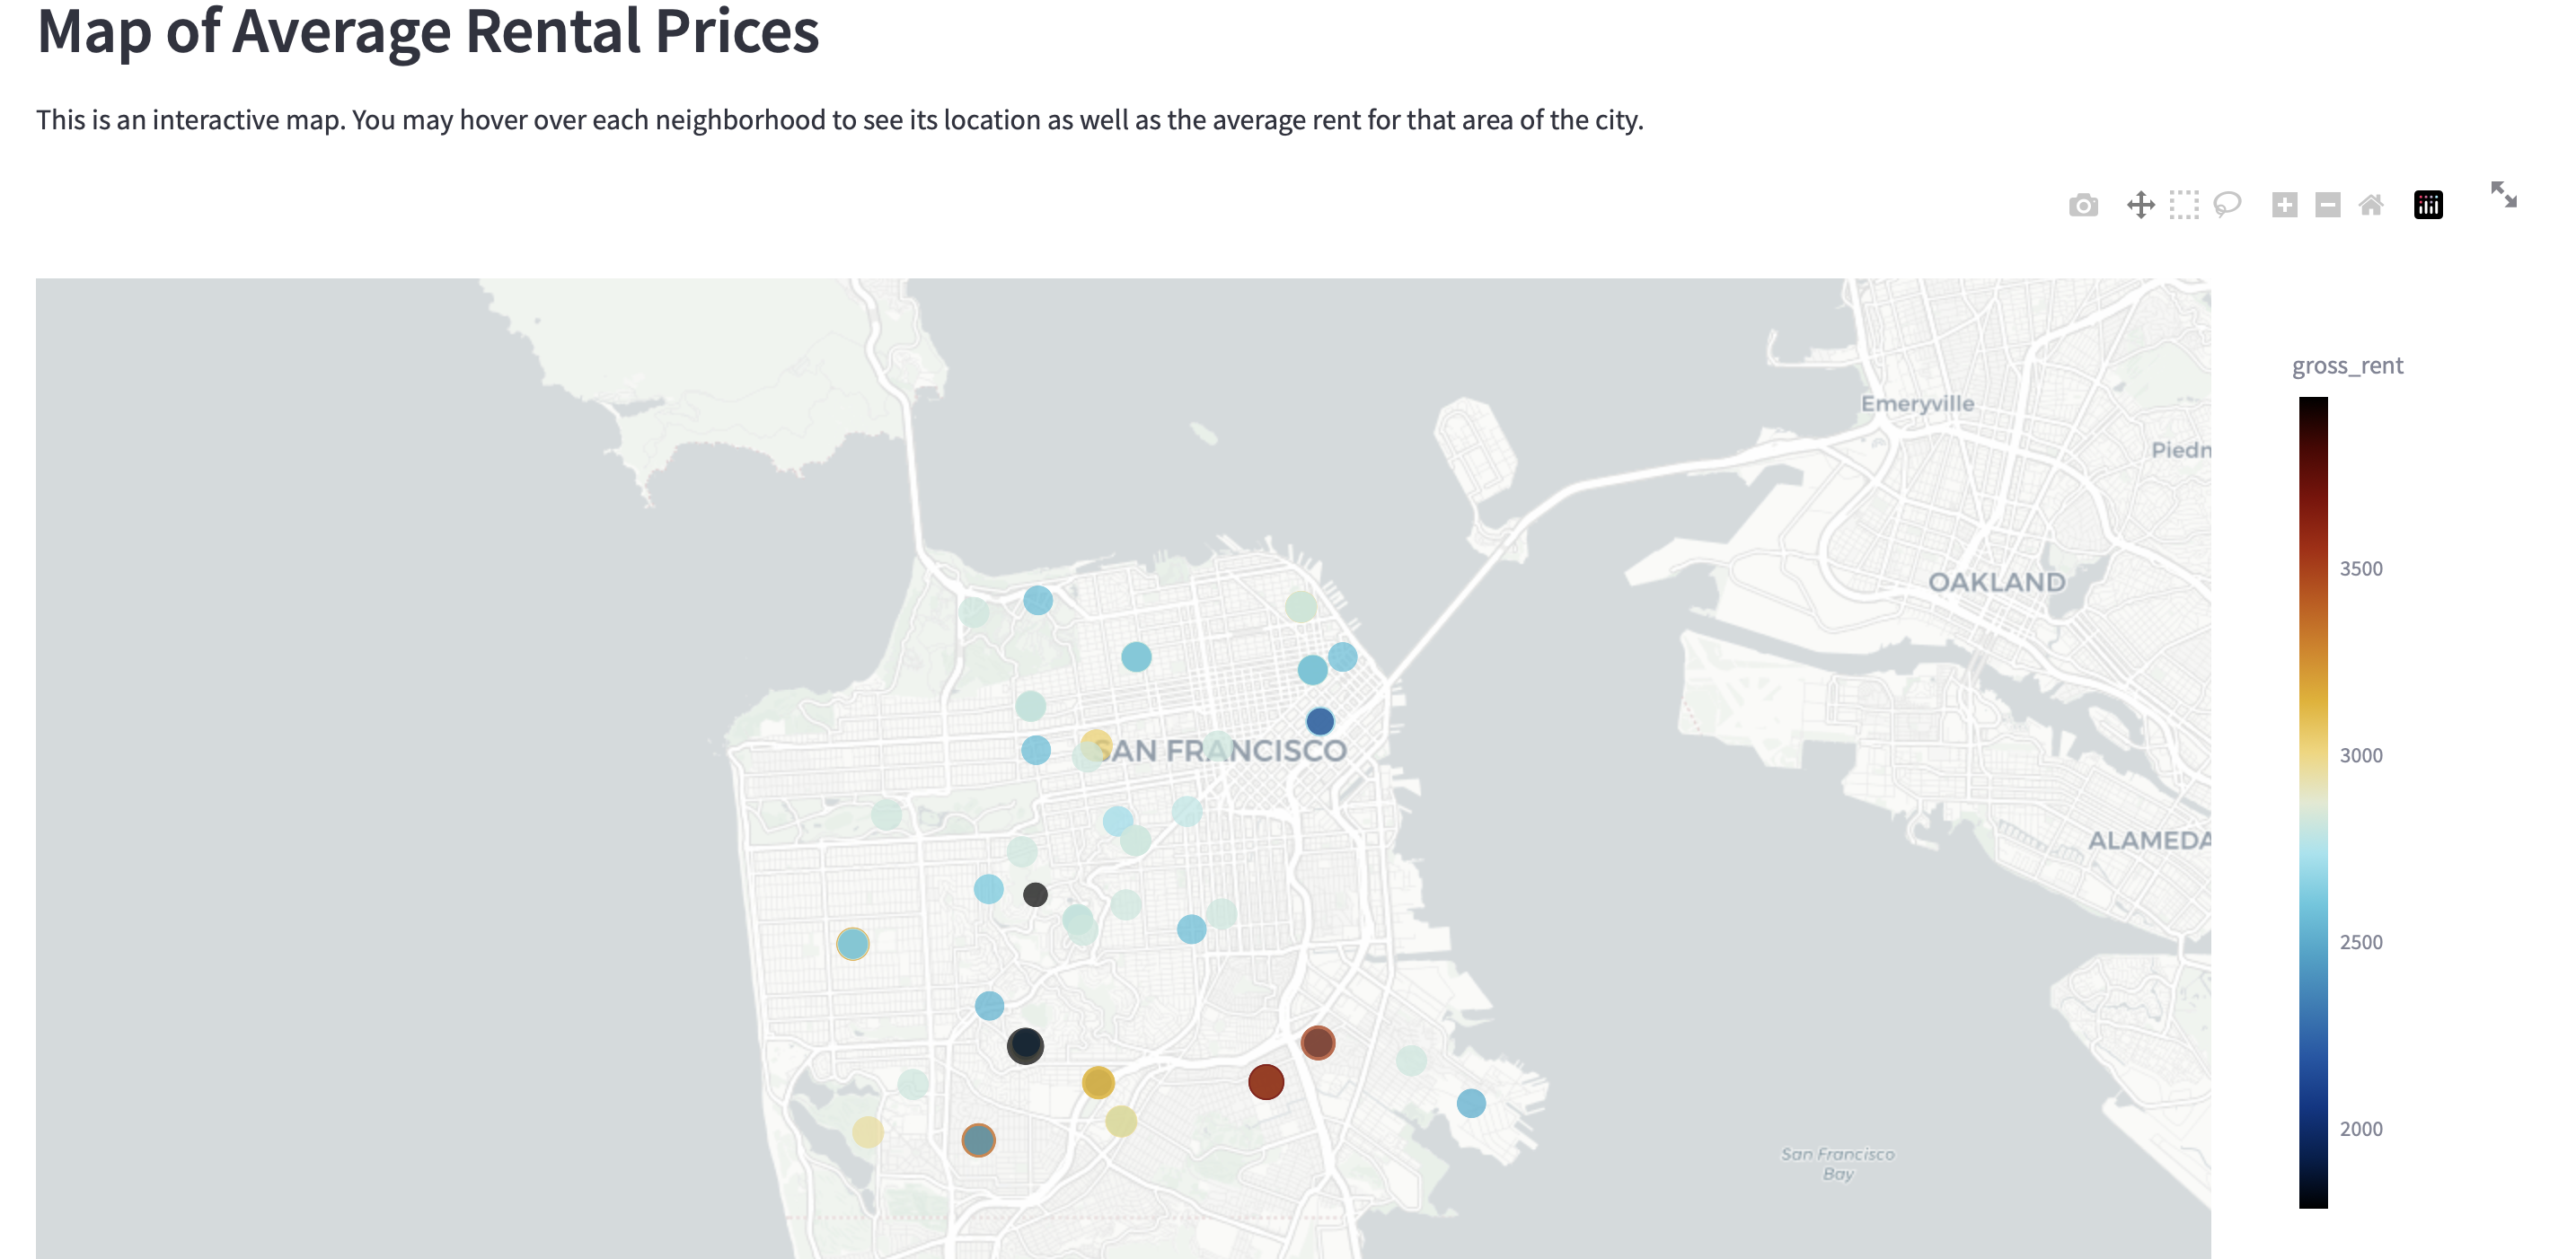 Map of Average Rental Prices
This is an interactive map. You may hover over each neighborhood to see its location as well as the average rent for that area of the city.
gross_rent
Emeryville
Piedn
3500
OAKLAND
SAN FRANCISCO
3000
ALAMEDA
2500
2000
San Francisco
Bay